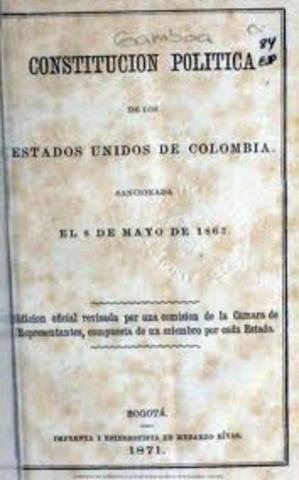 Gamboa
84
CONSTITUCION POLITICA
DE LOS
ESTADOS UNIDOS DE COLOMBIA.
SANCIONADA
EL 8 DE MAYO DE 1863.
Edicion oficial revisada por una comision de la Cámara de
Representantes, compuesta de un miembro por cada Estado.
BOGOTÁ.
IMPRENTA I ESTEREOTIPIA DE MEDARDO RÍVAS.
1871.